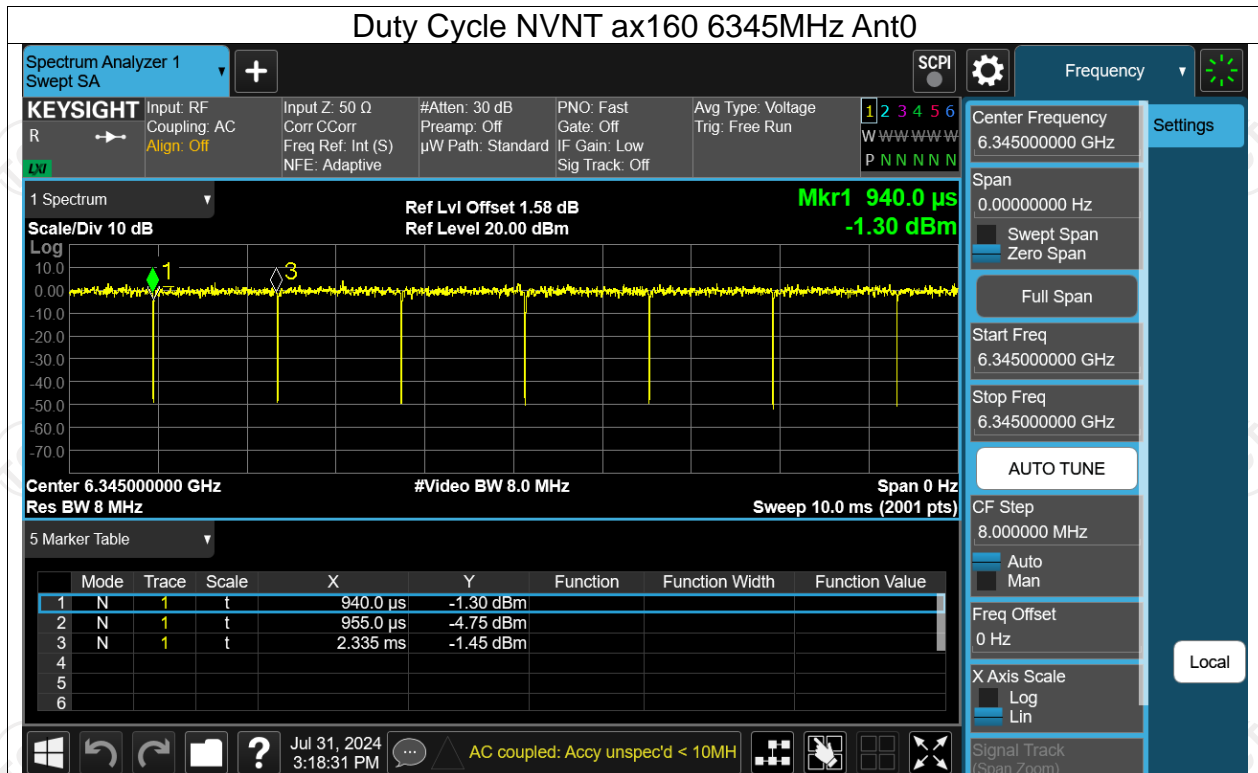 Duty Cycle NVNT ax160 6345MHz Ant0
Spectrum Analyzer 1
Swept SA
+
SCPI
Frequency
KEYSIGHT
R
LXI
Input: RF
Coupling: AC
Align: Off
Input Z: 50 Ω
Corr CCorr
Freq Ref: Int (S)
NFE: Adaptive
#Atten: 30 dB
Preamp: Off
µW Path: Standard
PNO: Fast
Gate: Off
IF Gain: Low
Sig Track: Off
Avg Type: Voltage
Trig: Free Run
1 2 3 4 5 6
W W W W W W
P N N N N N
1 Spectrum
Scale/Div 10 dB
Log
Ref Lvl Offset 1.58 dB
Ref Level 20.00 dBm
Mkr1 940.0 µs
-1.30 dBm
10.0
0.00
-10.0
-20.0
-30.0
-40.0
-50.0
-60.0
-70.0
1
3
Center 6.345000000 GHz
Res BW 8 MHz
#Video BW 8.0 MHz
Span 0 Hz
Sweep 10.0 ms (2001 pts)
5 Marker Table
Mode Trace Scale X Y Function Function Width Function Value
1 N 1 t 940.0 µs -1.30 dBm
2 N 1 t 955.0 µs -4.75 dBm
3 N 1 t 2.335 ms -1.45 dBm
4
5
6
?
Jul 31, 2024
3:18:31 PM
AC coupled: Accy unspec'd < 10MH
Center Frequency
6.345000000 GHz
Span
0.00000000 Hz
Swept Span
Zero Span
Full Span
Start Freq
6.345000000 GHz
Stop Freq
6.345000000 GHz
AUTO TUNE
CF Step
8.000000 MHz
Auto
Man
Freq Offset
0 Hz
X Axis Scale
Log
Lin
Signal Track
(Span Zoom)
Settings
Local